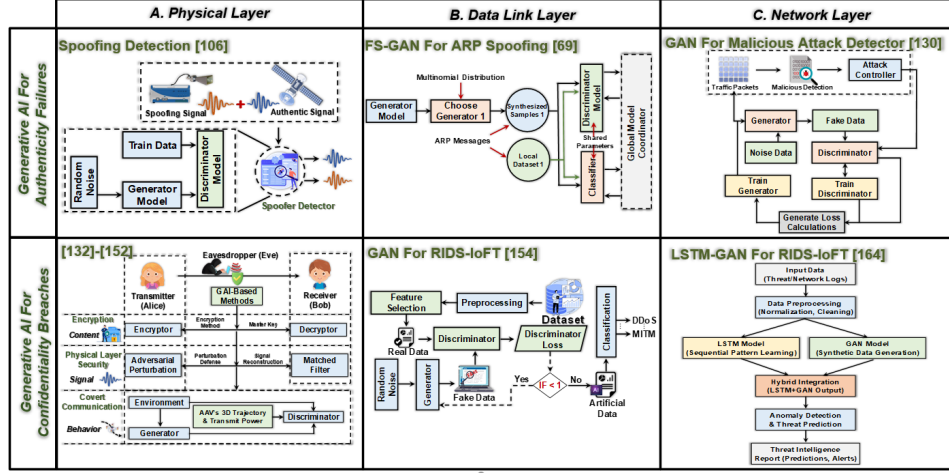 A. Physical Layer
B. Data Link Layer
C. Network Layer
Generative AI For
Authenticity Failures
Spoofing Detection [106]
Spoofing Signal
Authentic Signal
Random Noise
Train Data
Generator
Model
Discriminator
Model
Spoofer Detector
FS-GAN For ARP Spoofing [69]
Multinomial Distribution
Generator
Model
Choose
Generator 1
Synthesized
Samples 1
Discriminator
Model
ARP Messages
Shared
Parameters
Local
Dataset 1
Classifier
Global Model
Coordinator
GAN For Malicious Attack Detector [130]
Traffic Packets
Malicious Detection
Attack
Controller
Generator
Fake Data
Noise Data
Discriminator
Train
Generator
Train
Discriminator
Generate Loss
Calculations
Generative AI For
Confidentiality Breaches
[132]-[152]
Eavesdropper (Eve)
Transmitter
(Alice)
GAI-Based
Methods
Receiver
(Bob)
Encryption
Content
Encryptor
Encryption
Method
Master Key
Decryptor
Physical Layer
Security
Signal
Adversarial
Perturbation
Perturbation
Defense
Signal
Reconstruction
Matched
Filter
Covert
Communication
Behavior
Environment
AAV's 3D Trajectory
& Transmit Power
Discriminator
Generator
GAN For RIDS-IoFT [154]
Feature
Selection
Preprocessing
Dataset
Real Data
Discriminator
Discriminator
Loss
Classification
DDoS
MITM
Random
Noise
Generator
Fake Data
Yes
IF < 1
No
Artificial
Data
LSTM-GAN For RIDS-IoFT [164]
Input Data
(Threat/Network Logs)
Data Preprocessing
(Normalization, Cleaning)
LSTM Model
(Sequential Pattern Learning)
GAN Model
(Synthetic Data Generation)
Hybrid Integration
(LSTM+GAN Output)
Anomaly Detection
& Threat Prediction
Threat Intelligence
Report (Predictions, Alerts)